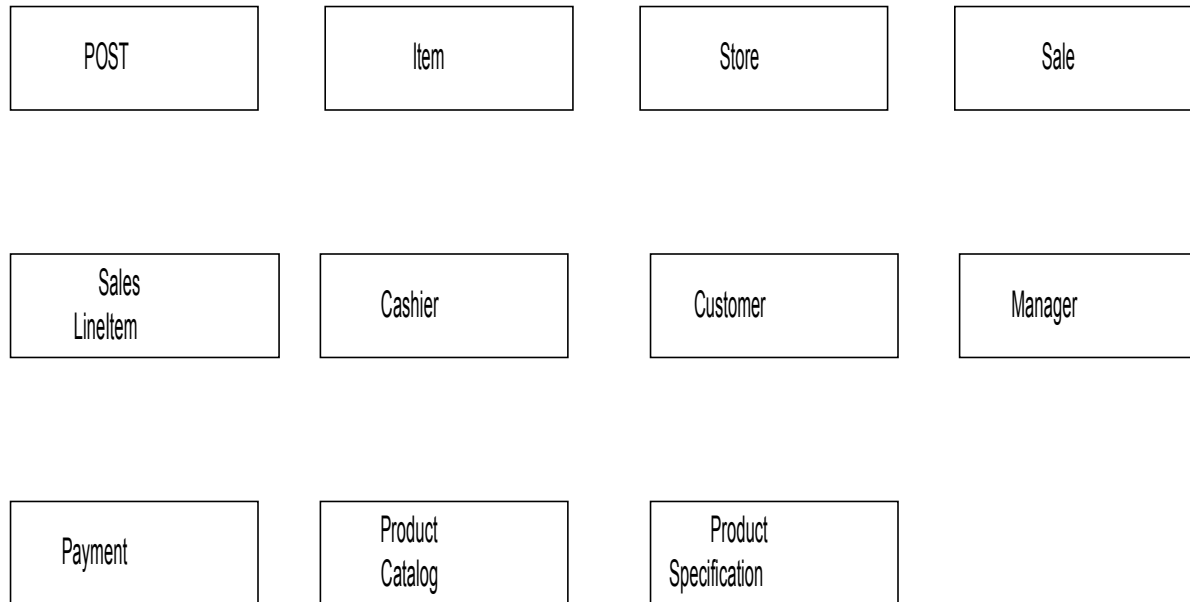 POST
Item
Store
Sale
Sales
LineItem
Cashier
Customer
Manager
Payment
Product
Catalog
Product
Specification